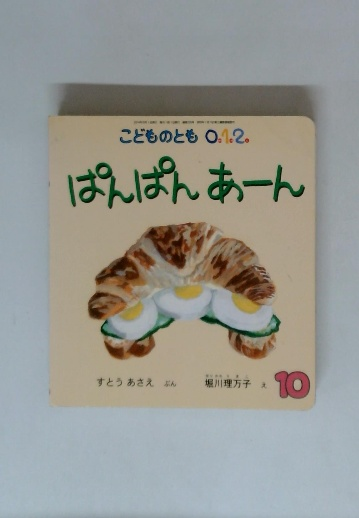 こどものとも 0.1.2.
ぱんぱん あーん
すとう あさえ ぶん 堀川理万子 え 10